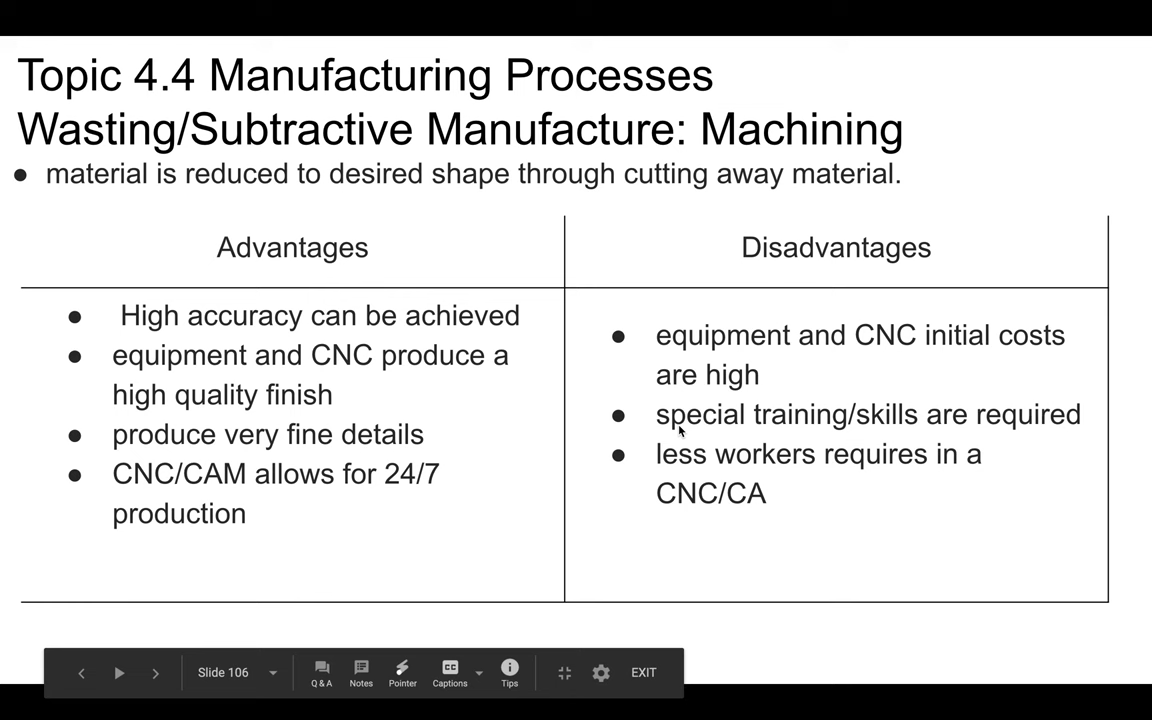 Topic 4.4 Manufacturing Processes
Wasting/Subtractive Manufacture: Machining
● material is reduced to desired shape through cutting away material.
Advantages
● High accuracy can be achieved
● equipment and CNC produce a
high quality finish
● produce very fine details
● CNC/CAM allows for 24/7
production
Disadvantages
● equipment and CNC initial costs
are high
● special training/skills are required
● less workers requires in a
CNC/CA
Slide 106
Q & A
Notes
Pointer
CC
Captions
Tips
EXIT